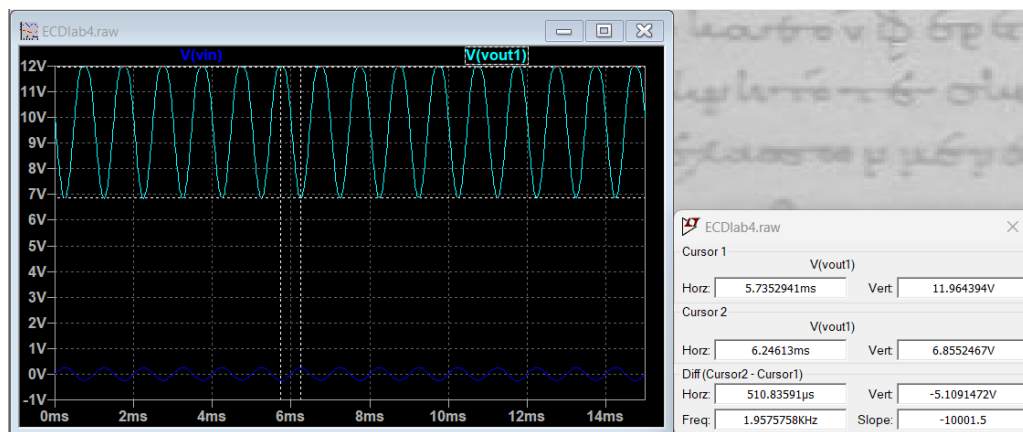 ECDlab4.raw
V(vin) V(vout1)
12V
11V
10V
9V
8V
7V
6V
5V
4V
3V
2V
1V
0V
-1V
0ms 2ms 4ms 6ms 8ms 10ms 12ms 14ms
ECDlab4.raw
Cursor 1
V(vout1)
Horz: 5.7352941ms Vert: 11.964394V
Cursor 2
V(vout1)
Horz: 6.24613ms Vert: 6.8552467V
Diff (Cursor2 - Cursor1)
Horz: 510.83591µs Vert: -5.1091472V
Freq: 1.9575758KHz Slope: -10001.5